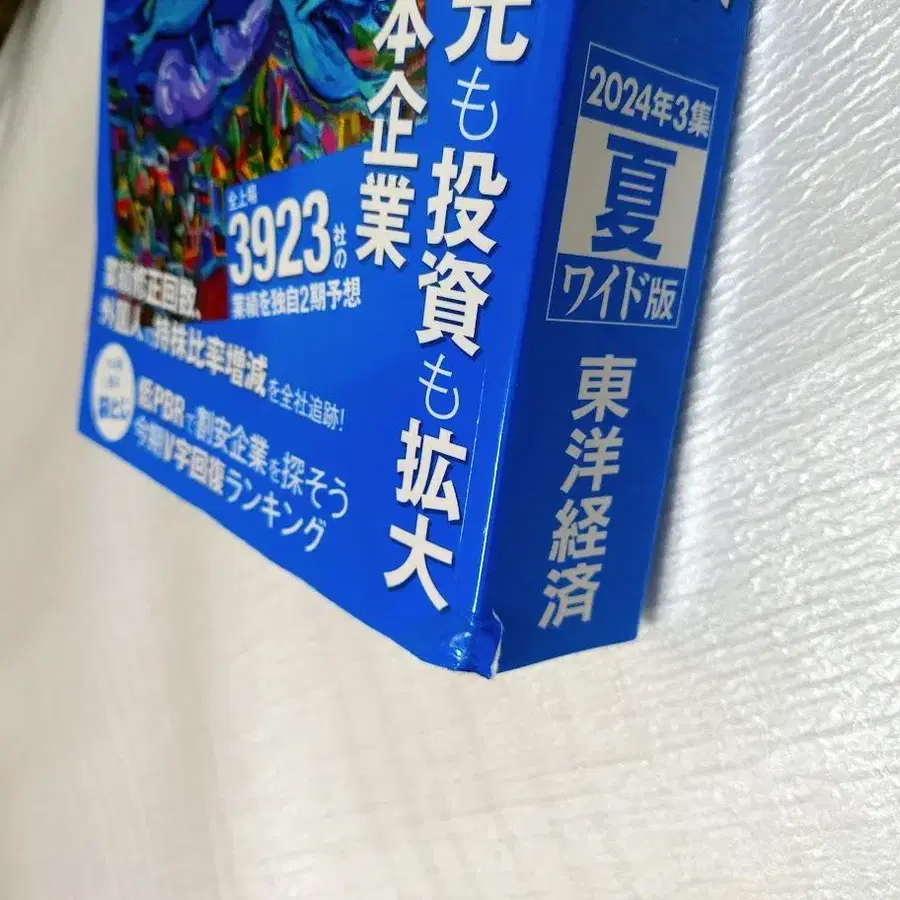 元も投資も拡大
本企業
全上場
3923社の
業績を独自2期予想
業績修正回数、
外国人の持株比率増減を全社追跡!
低PBRで割安企業を探そう
今期V字回復ランキング
2024年3集
夏
ワイド版
東洋経済